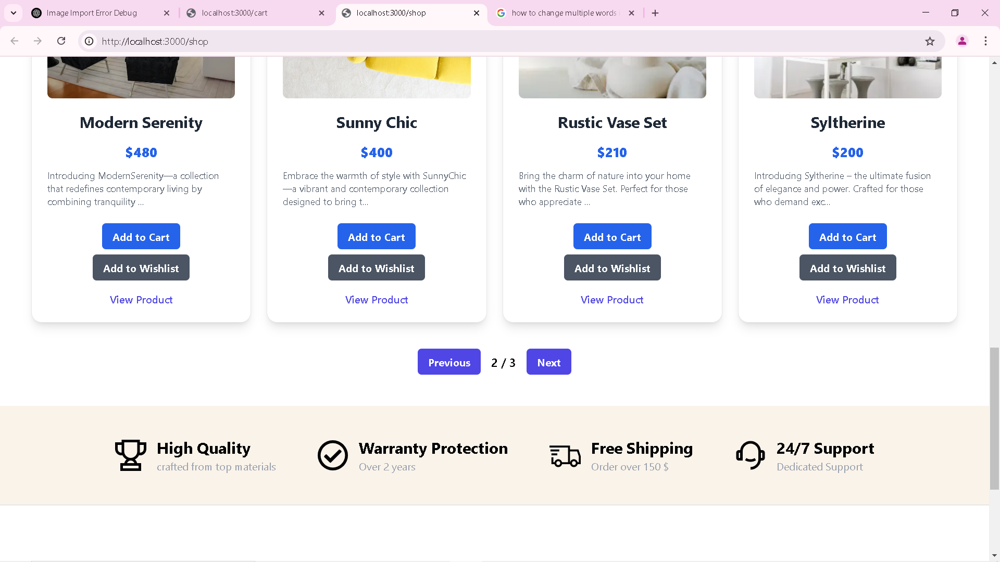 Image Import Error Debug
localhost:3000/cart
localhost:3000/shop
how to change multiple words
http://localhost:3000/shop
Modern Serenity
$480
Introducing ModernSerenity—a collection
that redefines contemporary living by
combining tranquility ...
Add to Cart
Add to Wishlist
View Product
Sunny Chic
$400
Embrace the warmth of style with SunnyChic
—a vibrant and contemporary collection
designed to bring t...
Add to Cart
Add to Wishlist
View Product
Rustic Vase Set
$210
Bring the charm of nature into your home
with the Rustic Vase Set. Perfect for those
who appreciate ...
Add to Cart
Add to Wishlist
View Product
Syltherine
$200
Introducing Syltherine – the ultimate fusion
of elegance and power. Crafted for those
who demand exc...
Add to Cart
Add to Wishlist
View Product
Previous 2 / 3 Next
High Quality
crafted from top materials
Warranty Protection
Over 2 years
Free Shipping
Order over 150 $
24/7 Support
Dedicated Support